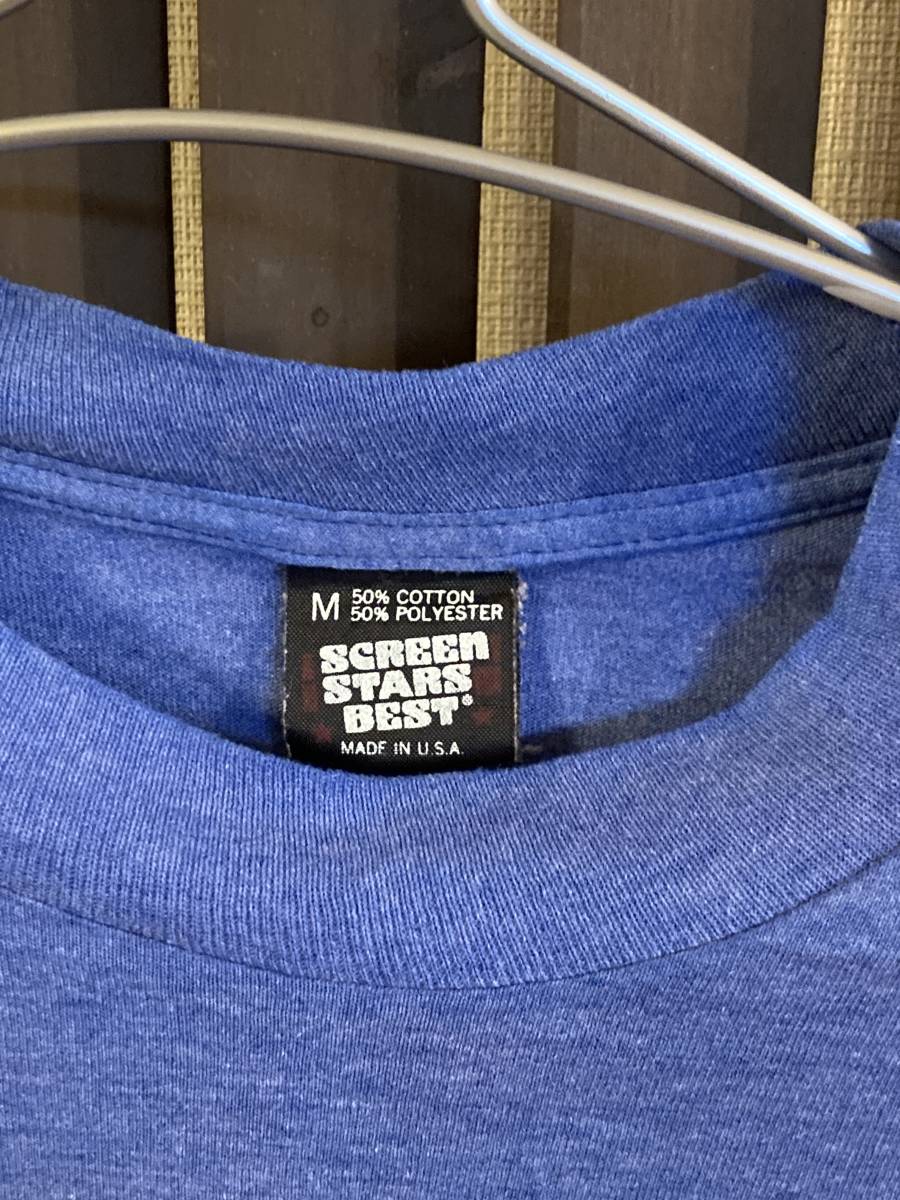 M 50% COTTON
50% POLYESTER
SCREEN
STARS
BEST®
MADE IN U.S.A.